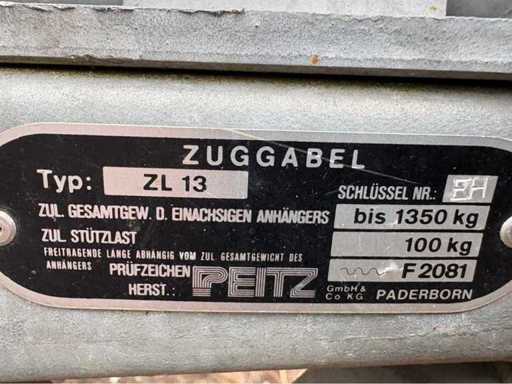 ZUGGABEL
Typ: ZL 13 SCHLÜSSEL NR.: EH
ZUL. GESAMTGEW. D. EINACHSIGEN ANHÄNGERS bis 1350 kg
ZUL. STÜTZLAST 100 kg
FREITRAGENDE LÄNGE ABHÄNGIG VOM ZUL. GESAMTGEWICHT DES
ANHÄNGERS PRÜFZEICHEN F 2081
HERST.: PEITZ GmbH & Co KG PADERBORN